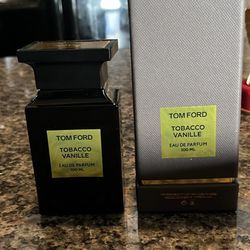 TOM FORD
TOBACCO
VANILLE
EAU DE PARFUM
100 ML
TOM FORD
TOBACCO
VANILLE
EAU DE PARFUM
100 ML